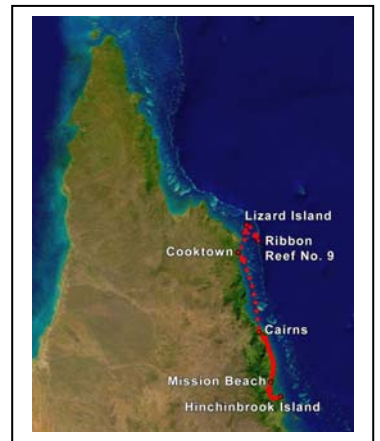 Lizard Island
Ribbon
Reef No. 9
Cooktown
Cairns
Mission Beach
Hinchinbrook Island